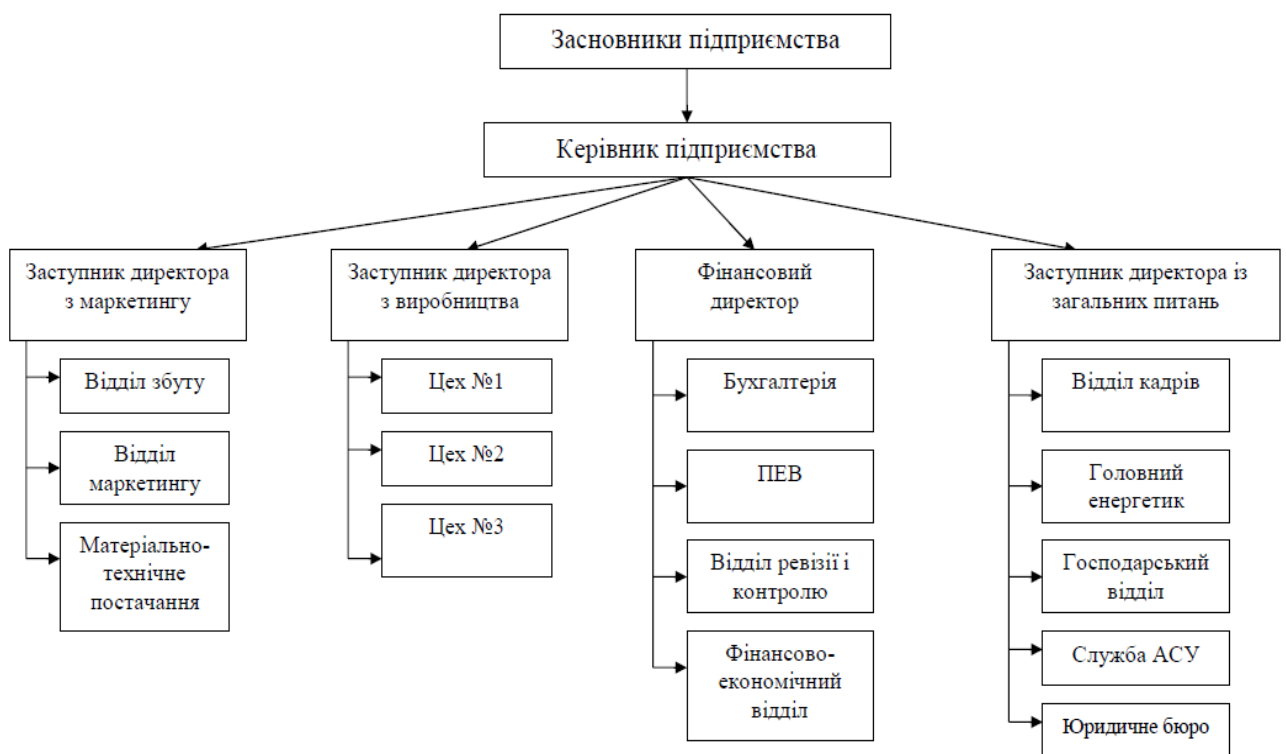 Засновники підприємства
Керівник підприємства
Заступник директора
з маркетингу
Відділ збуту
Відділ
маркетингу
Матеріально-
технічне
постачання
Заступник директора
з виробництва
Цех №1
Цех №2
Цех №3
Фінансовий
директор
Бухгалтерія
ПЕВ
Відділ ревізії і
контролю
Фінансово-
економічний
відділ
Заступник директора із
загальних питань
Відділ кадрів
Головний
енергетик
Господарський
відділ
Служба АСУ
Юридичне бюро